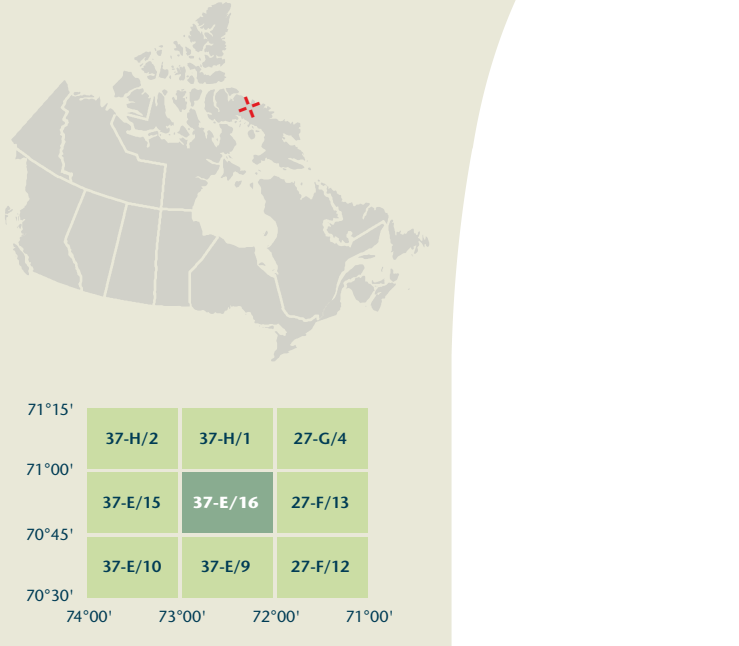 71°15'
37-H/2 37-H/1 27-G/4
71°00'
37-E/15 37-E/16 27-F/13
70°45'
37-E/10 37-E/9 27-F/12
70°30'
74°00' 73°00' 72°00' 71°00'